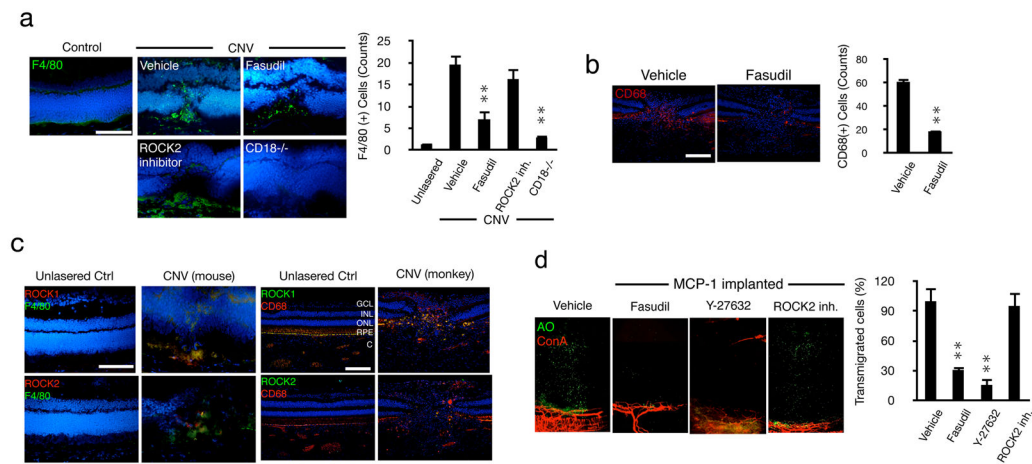 a
Control
CNV
F4/80
Vehicle
Fasudil
ROCK2
inhibitor
CD18-/-
F4/80 (+) Cells (Counts)
25
20
15
10
5
0
Unlasered
Vehicle
Fasudil
ROCK2 inh.
CD18-/-
**
**
CNV
b
Vehicle
Fasudil
CD68
CD68(+) Cells (Counts)
80
60
40
20
0
**
Vehicle
Fasudil
c
Unlasered Ctrl
CNV (mouse)
Unlasered Ctrl
CNV (monkey)
ROCK1
F4/80
ROCK1
CD68
GCL
INL
ONL
RPE
C
ROCK2
F4/80
ROCK2
CD68
d
MCP-1 implanted
Vehicle
Fasudil
Y-27632
ROCK2 inh.
AO
ConA
Transmigrated cells (%)
120
90
60
30
0
**
**
Vehicle
Fasudil
Y-27632
ROCK2 inh.